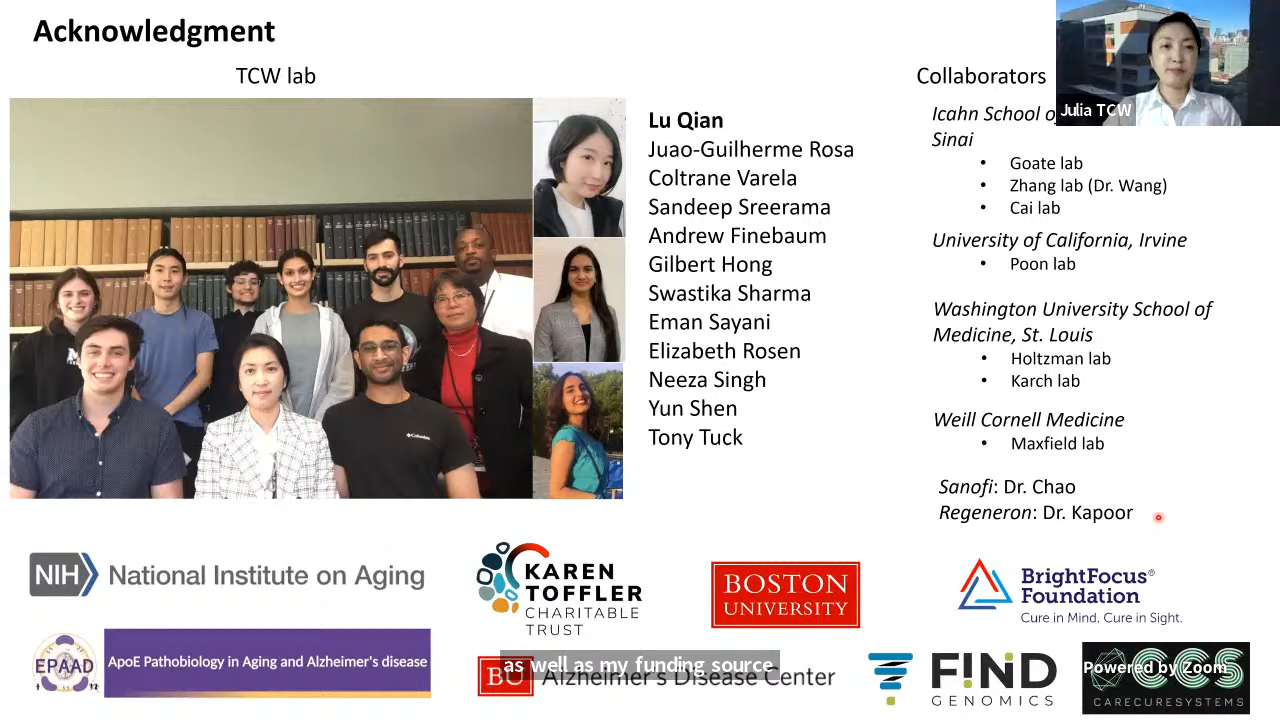 Acknowledgment
TCW lab
Collaborators
Julia TCW
Lu Qian
Juao-Guilherme Rosa
Coltrane Varela
Sandeep Sreerama
Andrew Finebaum
Gilbert Hong
Swastika Sharma
Eman Sayani
Elizabeth Rosen
Neeza Singh
Yun Shen
Tony Tuck
Icahn School
Sinai
• Goate lab
• Zhang lab (Dr. Wang)
• Cai lab
University of California, Irvine
• Poon lab
Washington University School of
Medicine, St. Louis
• Holtzman lab
• Karch lab
Weill Cornell Medicine
• Maxfield lab
Sanofi: Dr. Chao
Regeneron: Dr. Kapoor
Columbia
NIH National Institute on Aging
KAREN
TOFFLER
CHARITABLE
TRUST
BOSTON
UNIVERSITY
BrightFocus®
Foundation
Cure in Mind. Cure in Sight.
EPAAD
ApoE Pathobiology in Aging and Alzheimer's disease
as well as my funding source
BU Alzheimer's Disease Center
F!ND
GENOMICS
Powered by Zoom
CCS
CARECURESYSTEMS